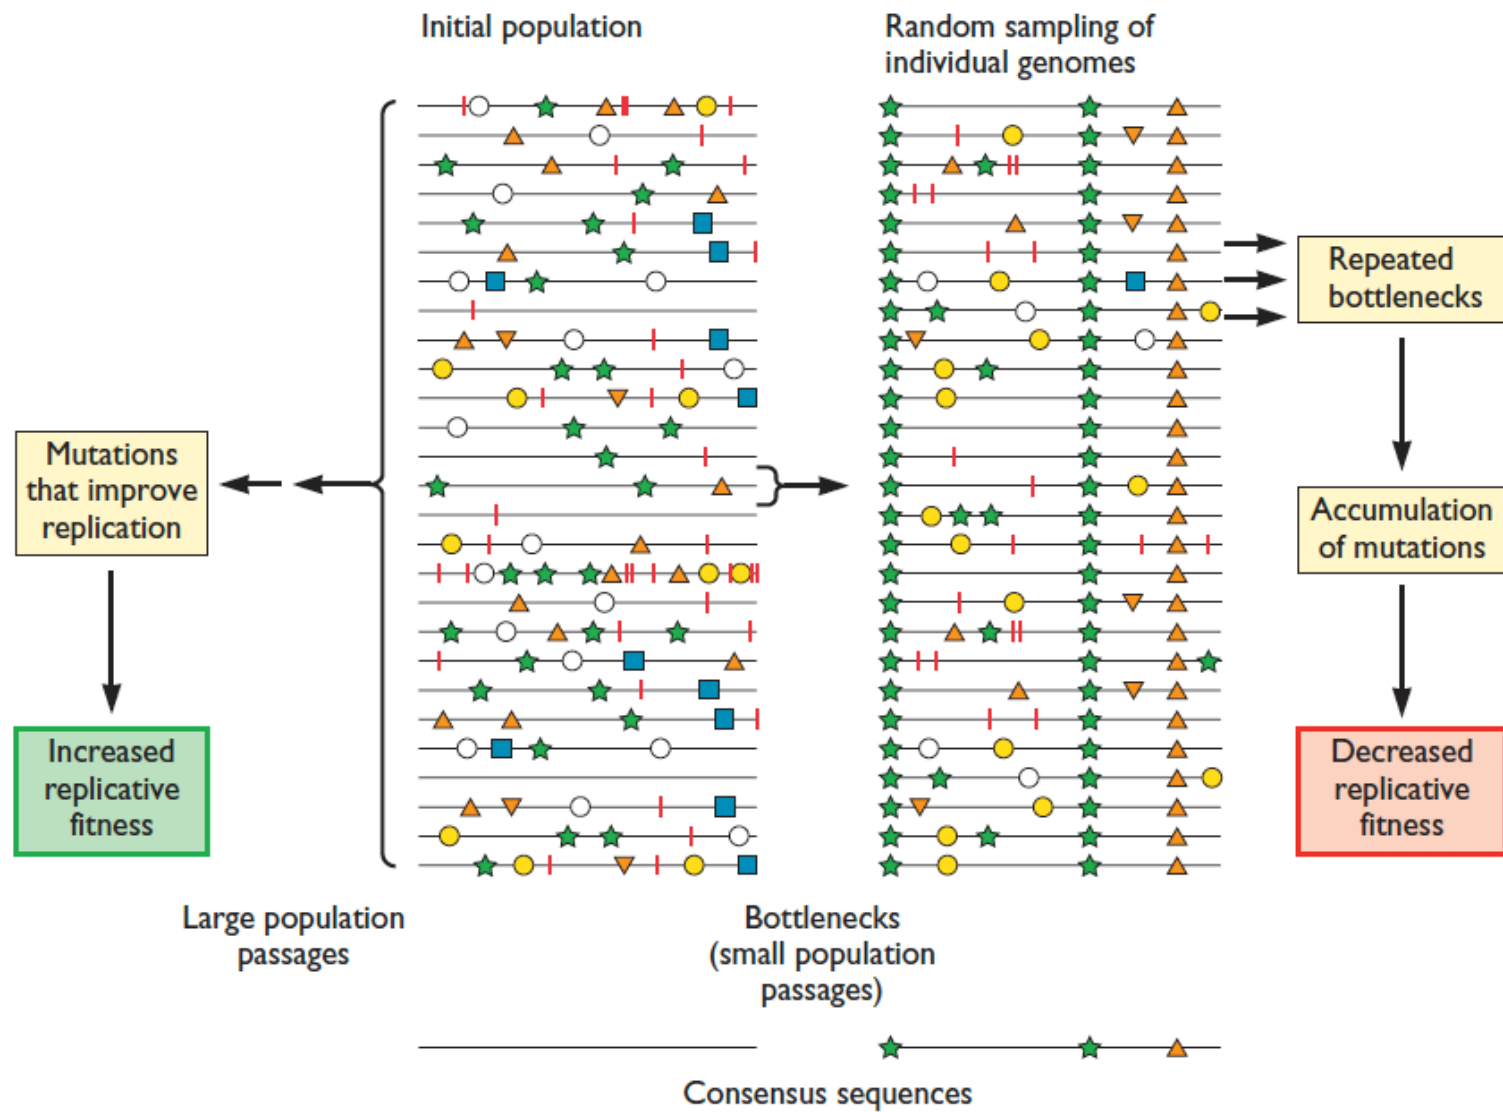 Initial population
Random sampling of
individual genomes
Repeated
bottlenecks
Mutations
that improve
replication
Accumulation
of mutations
Increased
replicative
fitness
Decreased
replicative
fitness
Large population
passages
Bottlenecks
(small population
passages)
Consensus sequences